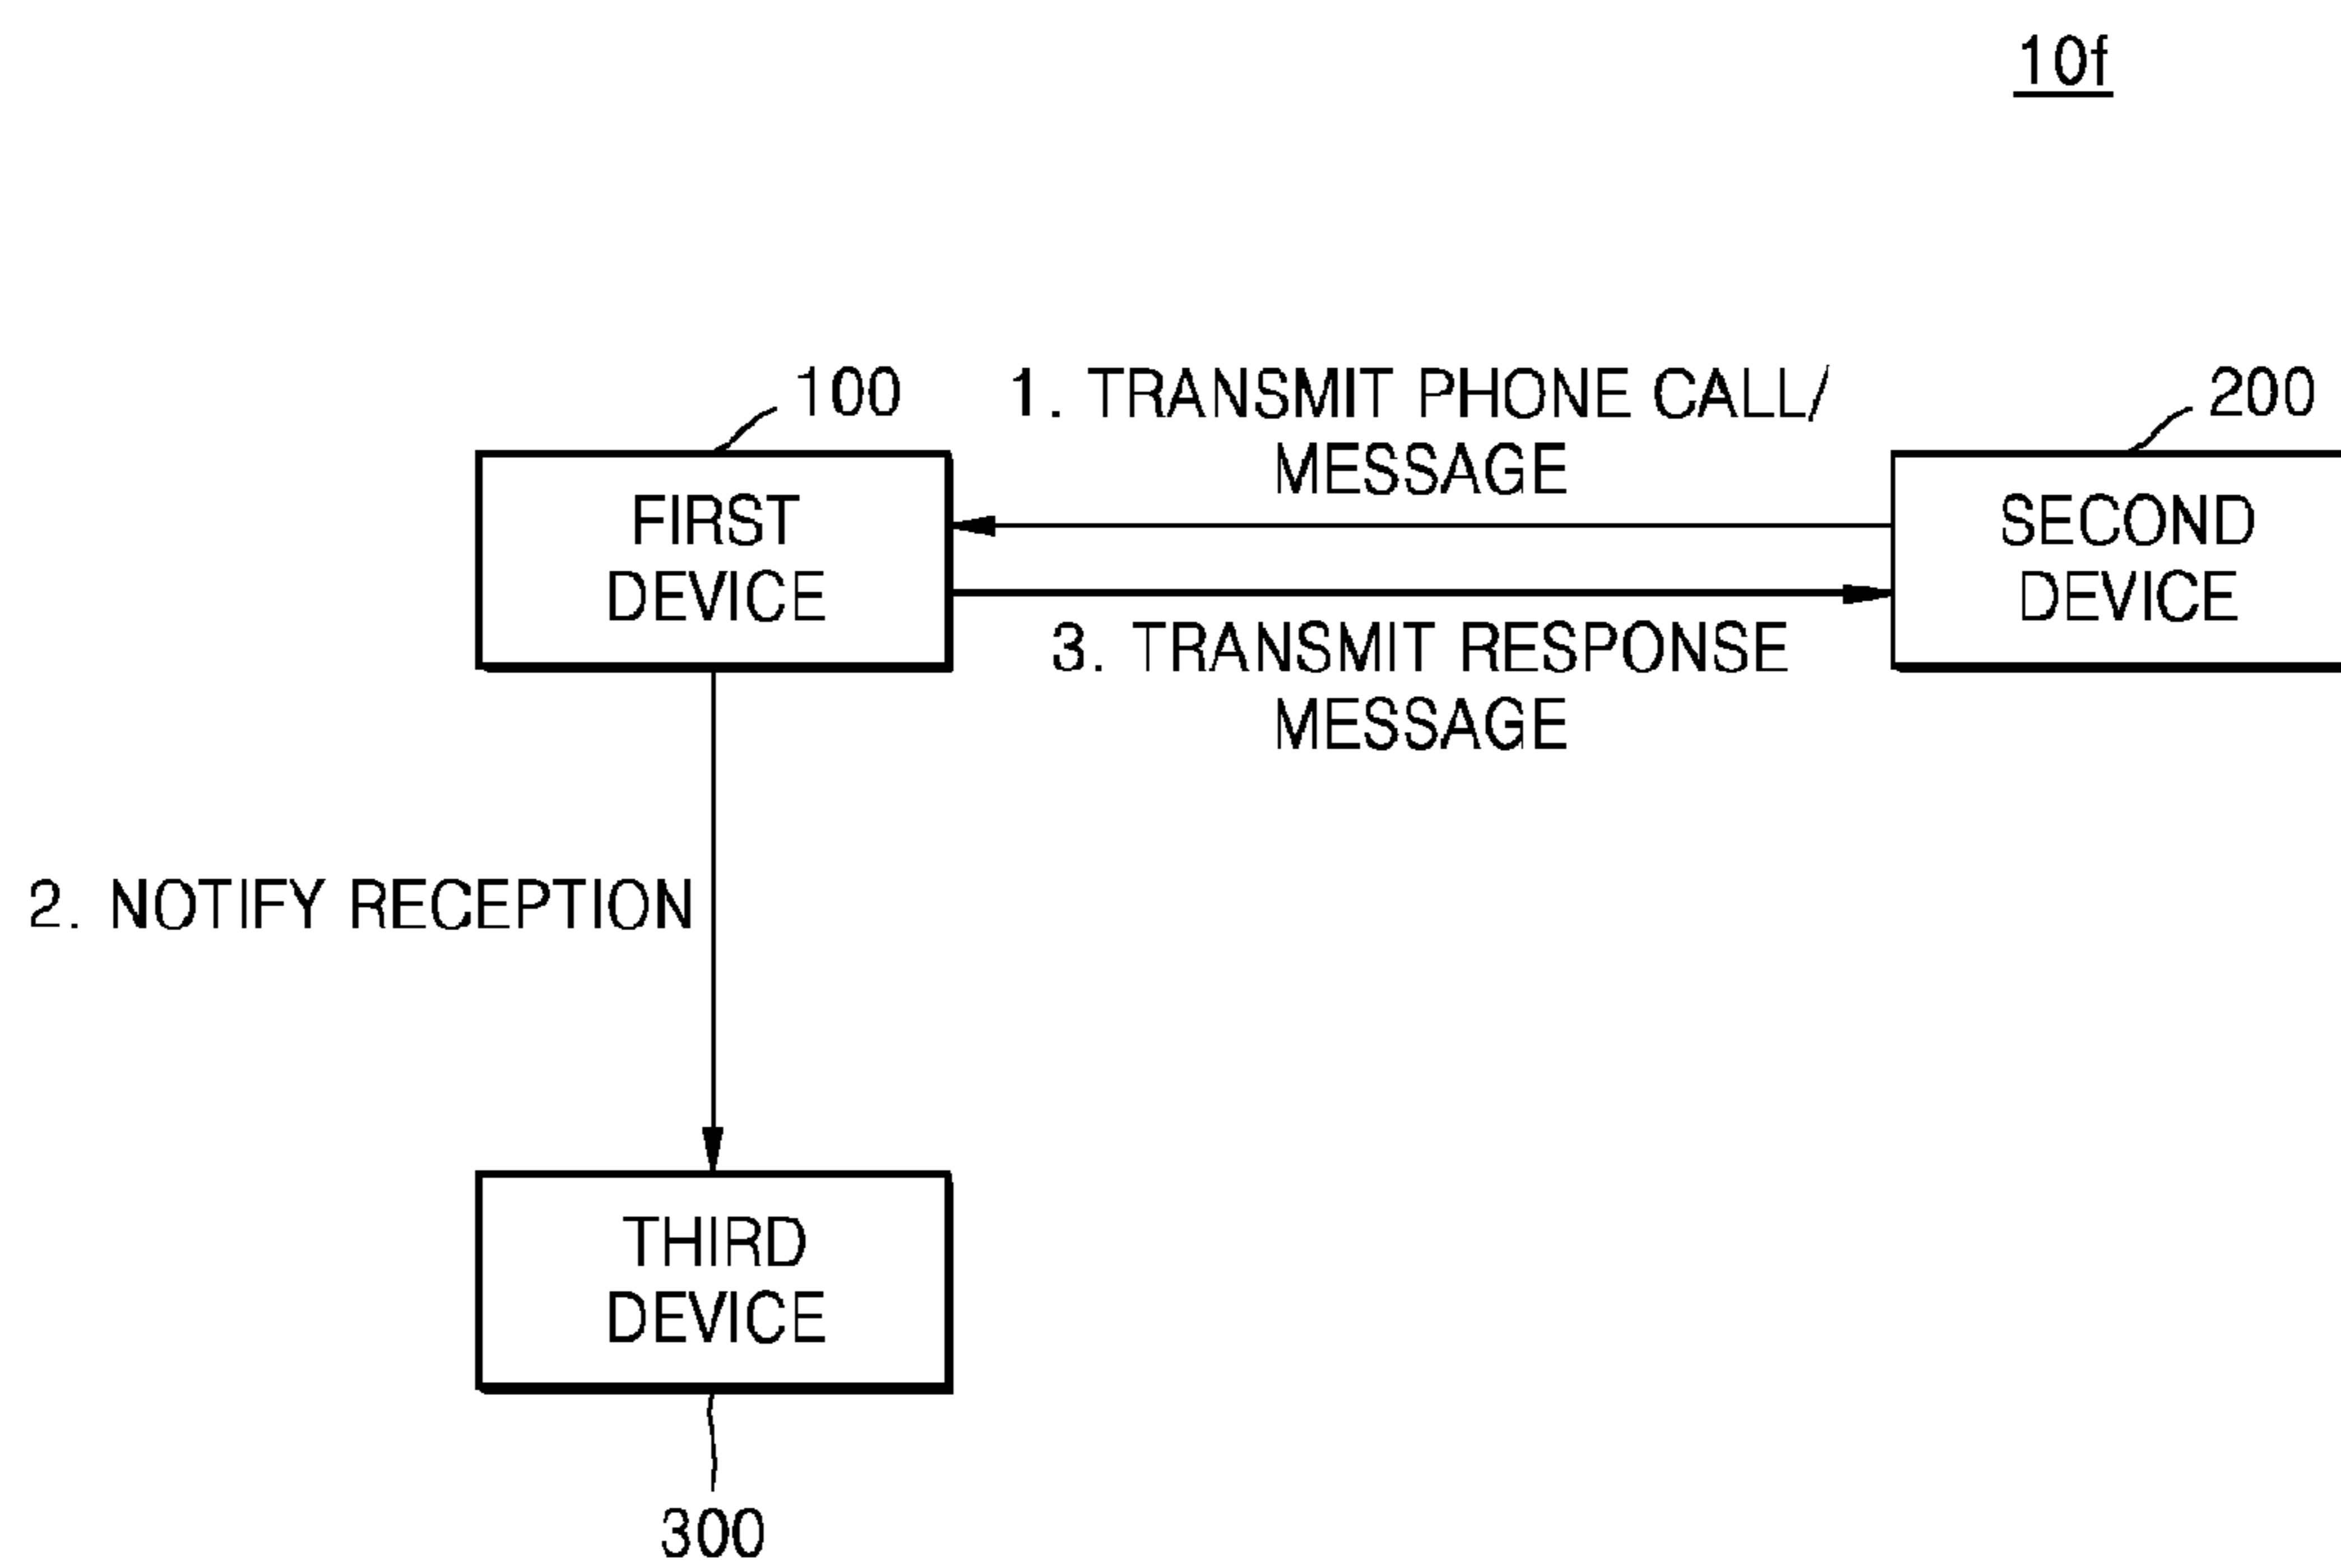 10f
100
1. TRANSMIT PHONE CALL/
MESSAGE
200
FIRST
DEVICE
SECOND
DEVICE
3. TRANSMIT RESPONSE
MESSAGE
2. NOTIFY RECEPTION
THIRD
DEVICE
300